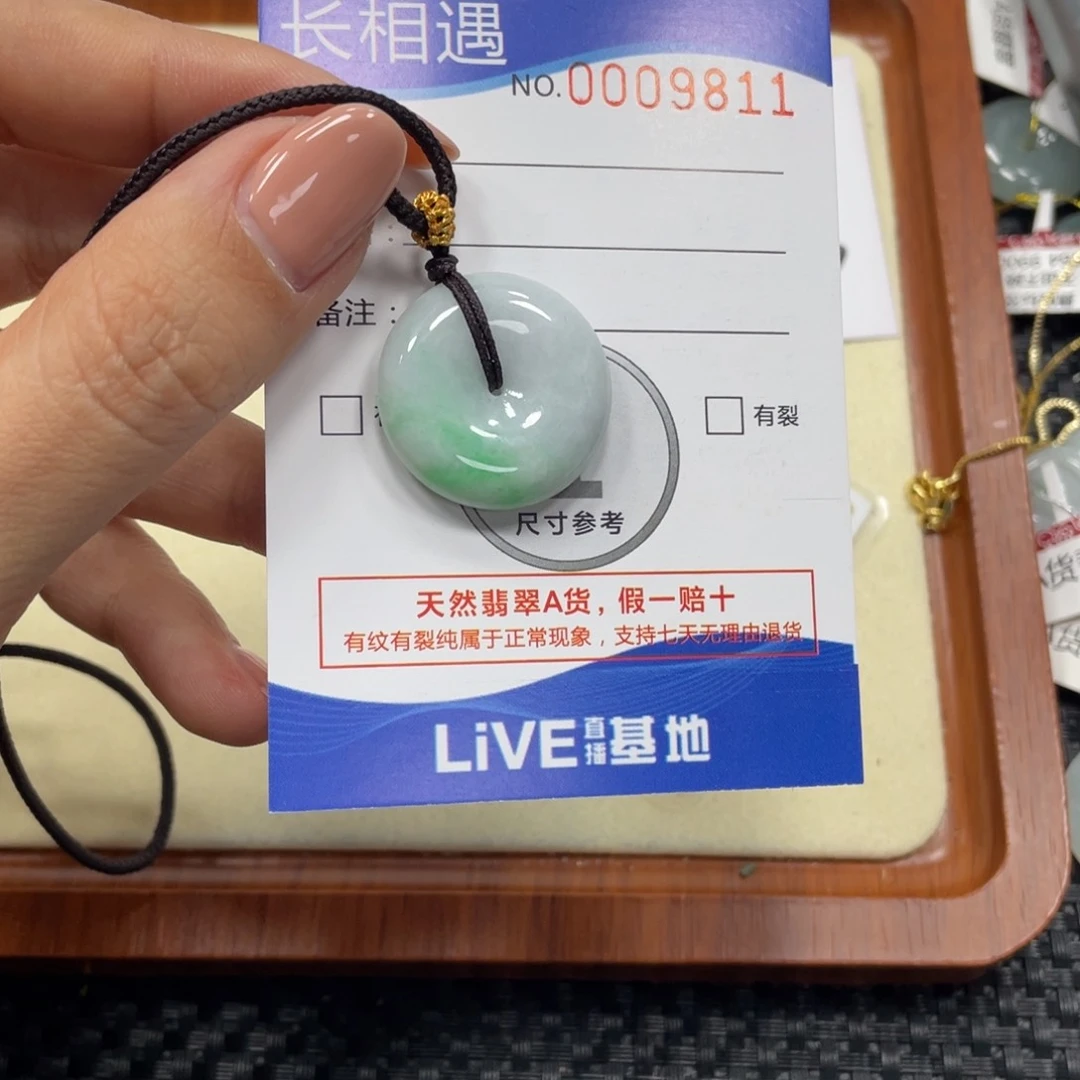 长相遇
NO.0009811
:
备注：
有裂
尺寸参考
天然翡翠A货，假一赔十
有纹有裂纯属于正常现象，支持七天无理由退货
LiVE直播基地